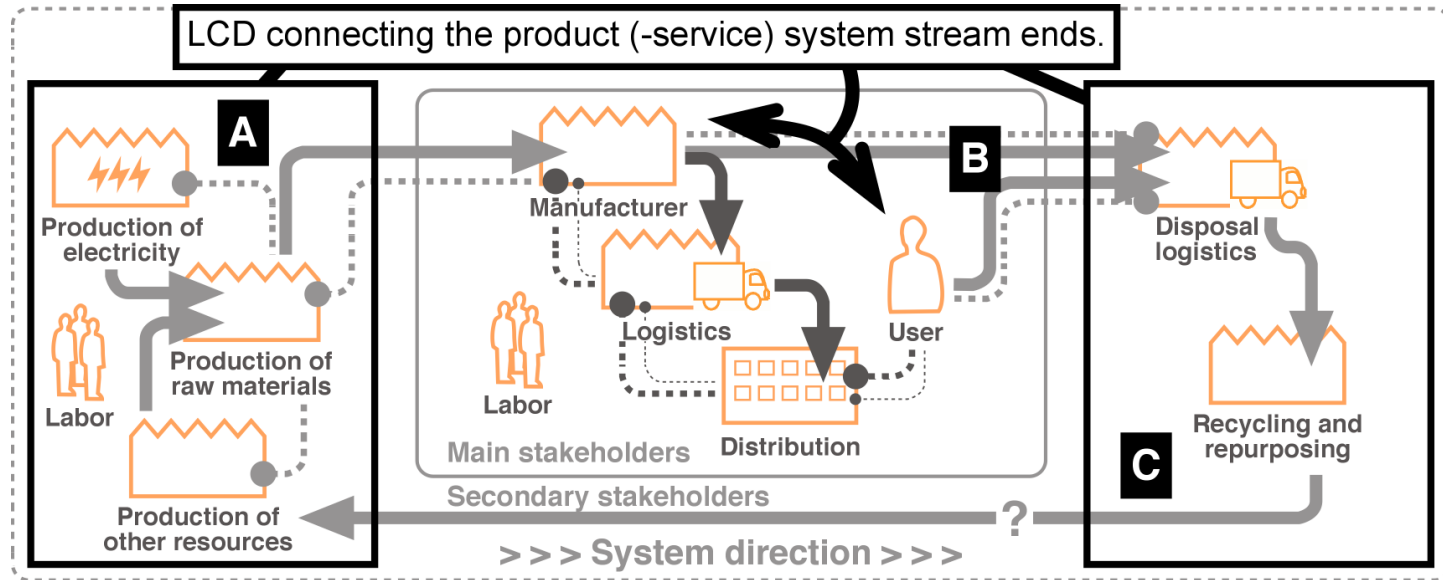 LCD connecting the product (-service) system stream ends.
A
Production of
electricity
Labor
Production of
raw materials
Production of
other resources
Manufacturer
Logistics
Labor
Distribution
User
Main stakeholders
Secondary stakeholders
B
Disposal
logistics
Recycling and
repurposing
C
?
> > > System direction > > >